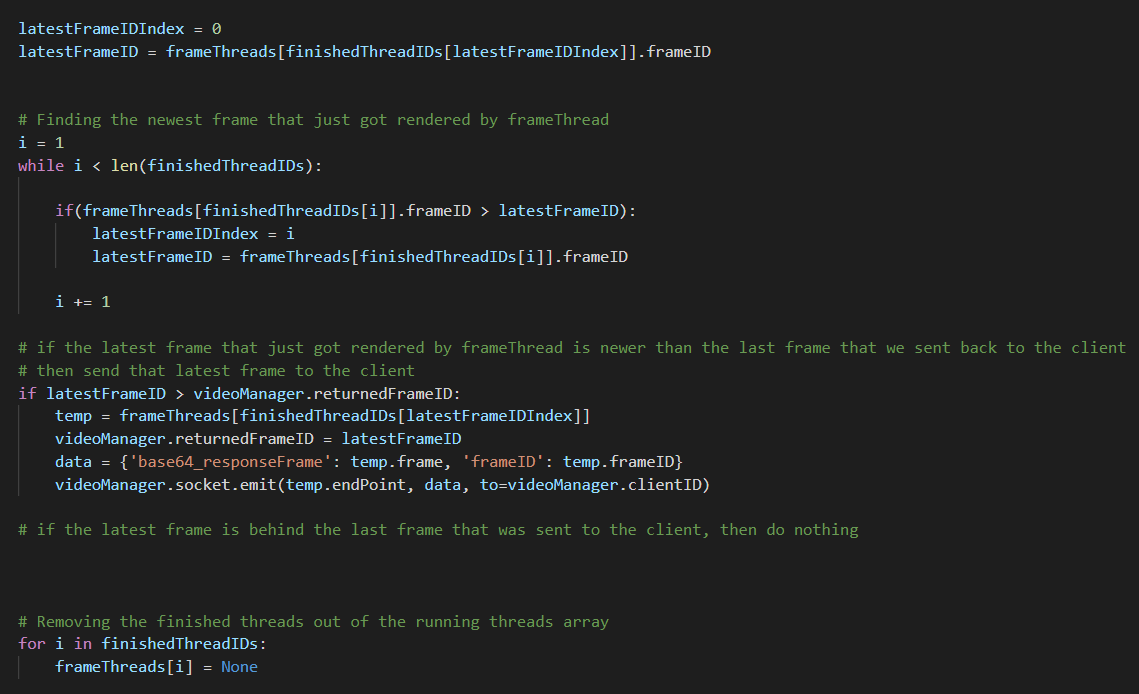 latestFrameIDIndex = 0
latestFrameID = frameThreads[finishedThreadIDs[latestFrameIDIndex]].frameID
# Finding the newest frame that just got rendered by frameThread
i = 1
while i < len(finishedThreadIDs):
if(frameThreads[finishedThreadIDs[i]].frameID > latestFrameID):
latestFrameIDIndex = i
latestFrameID = frameThreads[finishedThreadIDs[i]].frameID
i += 1
# if the latest frame that just got rendered by frameThread is newer than the last frame that we sent back to the client
# then send that latest frame to the client
if latestFrameID > videoManager.returnedFrameID:
temp = frameThreads[finishedThreadIDs[latestFrameIDIndex]]
videoManager.returnedFrameID = latestFrameID
data = {'base64_responseFrame': temp.frame, 'frameID': temp.frameID}
videoManager.socket.emit(temp.endPoint, data, to=videoManager.clientID)
# if the latest frame is behind the last frame that was sent to the client, then do nothing
# Removing the finished threads out of the running threads array
for i in finishedThreadIDs:
frameThreads[i] = None